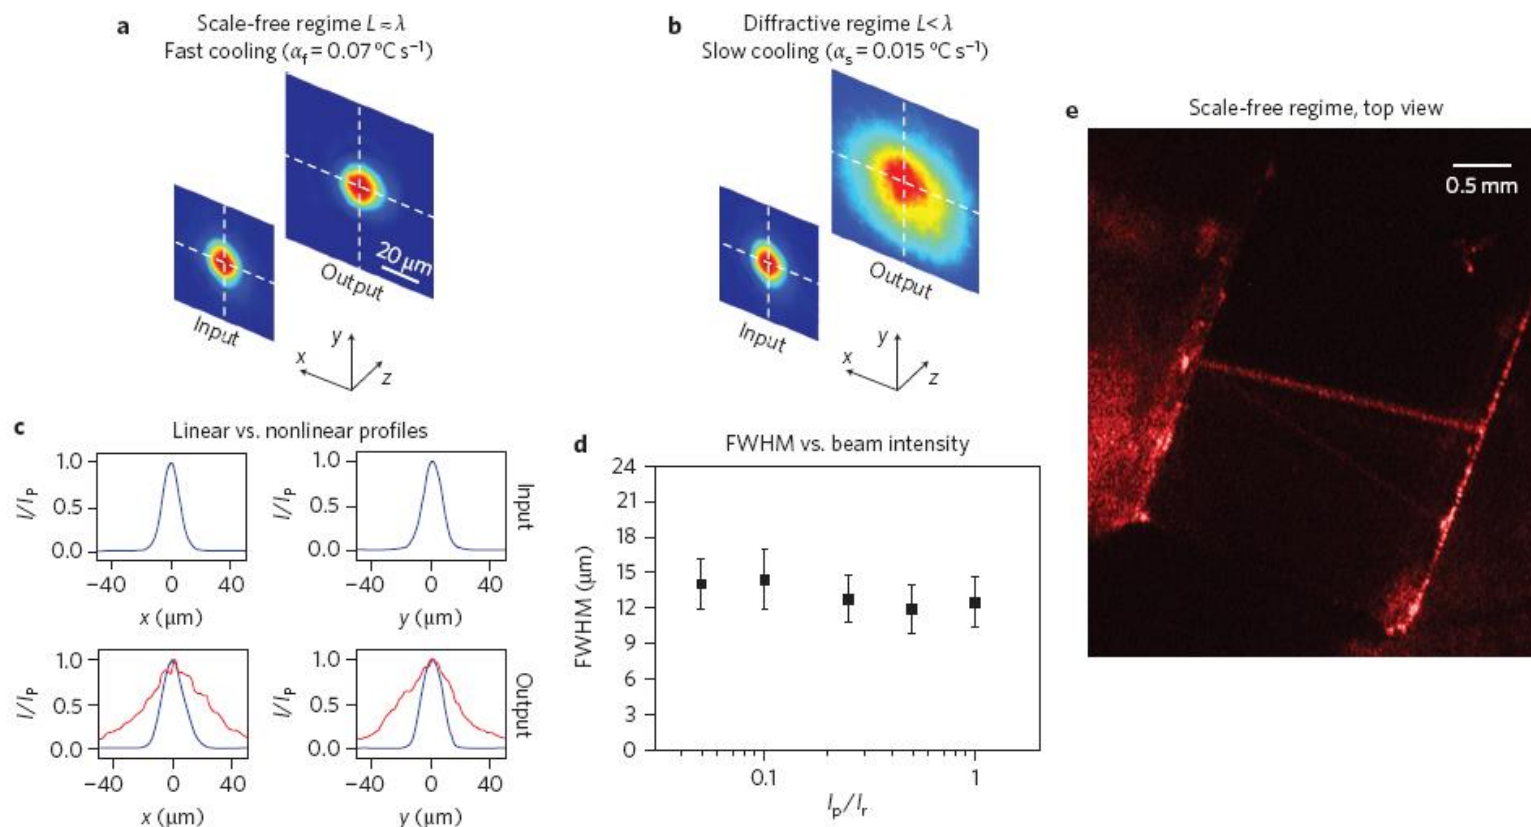 a
Scale-free regime L ≈ λ
Fast cooling (αf = 0.07 °C s−1)
Input
Output
20 μm
x
y
z
b
Diffractive regime L < λ
Slow cooling (αs = 0.015 °C s−1)
Input
Output
x
y
z
c
Linear vs. nonlinear profiles
I/Ip
1.0
0.5
0.0
−40
0
40
x (μm)
I/Ip
1.0
0.5
0.0
−40
0
40
y (μm)
Input
I/Ip
1.0
0.5
0.0
−40
0
40
x (μm)
I/Ip
1.0
0.5
0.0
−40
0
40
y (μm)
Output
d
FWHM vs. beam intensity
FWHM (μm)
24
21
18
15
12
9
6
3
0
0.1
1
Ip/Ir
e
Scale-free regime, top view
0.5 mm